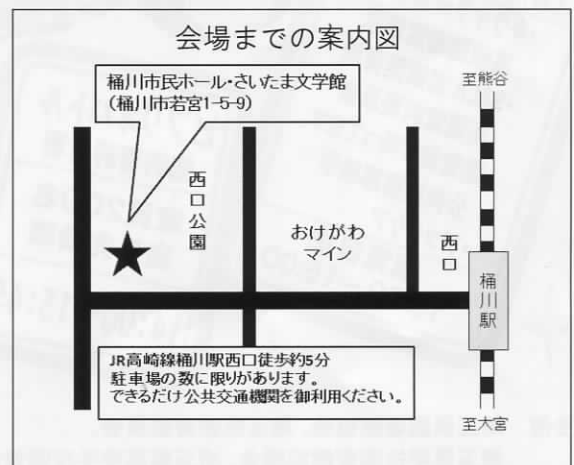 会場までの案内図
桶川市民ホール・さいたま文学館
(桶川市若宮1-5-9)
至熊谷
西口公園
おけがわ
マイン
西口
桶川駅
JR高崎線桶川駅西口徒歩約5分
駐車場の数に限りがあります。
できるだけ公共交通機関を御利用ください。
至大宮